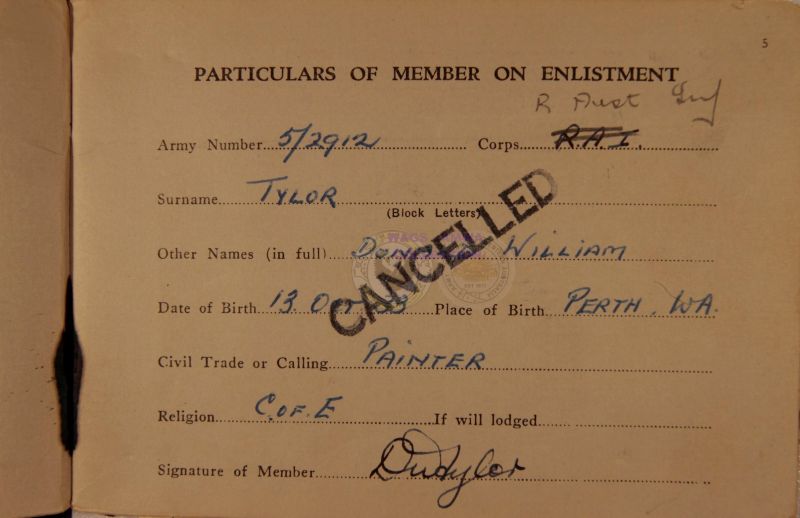 5
PARTICULARS OF MEMBER ON ENLISTMENT
R Aust Inf
Army Number 5/2912 Corps R.A.I.
Surname TYLOR
(Block Letters)
CANCELLED
Other Names (in full) WILLIAM
Date of Birth 13 Oct Place of Birth PERTH. WA.
Civil Trade or Calling PAINTER
Religion C. OF. E If will lodged
Signature of Member DWTylor